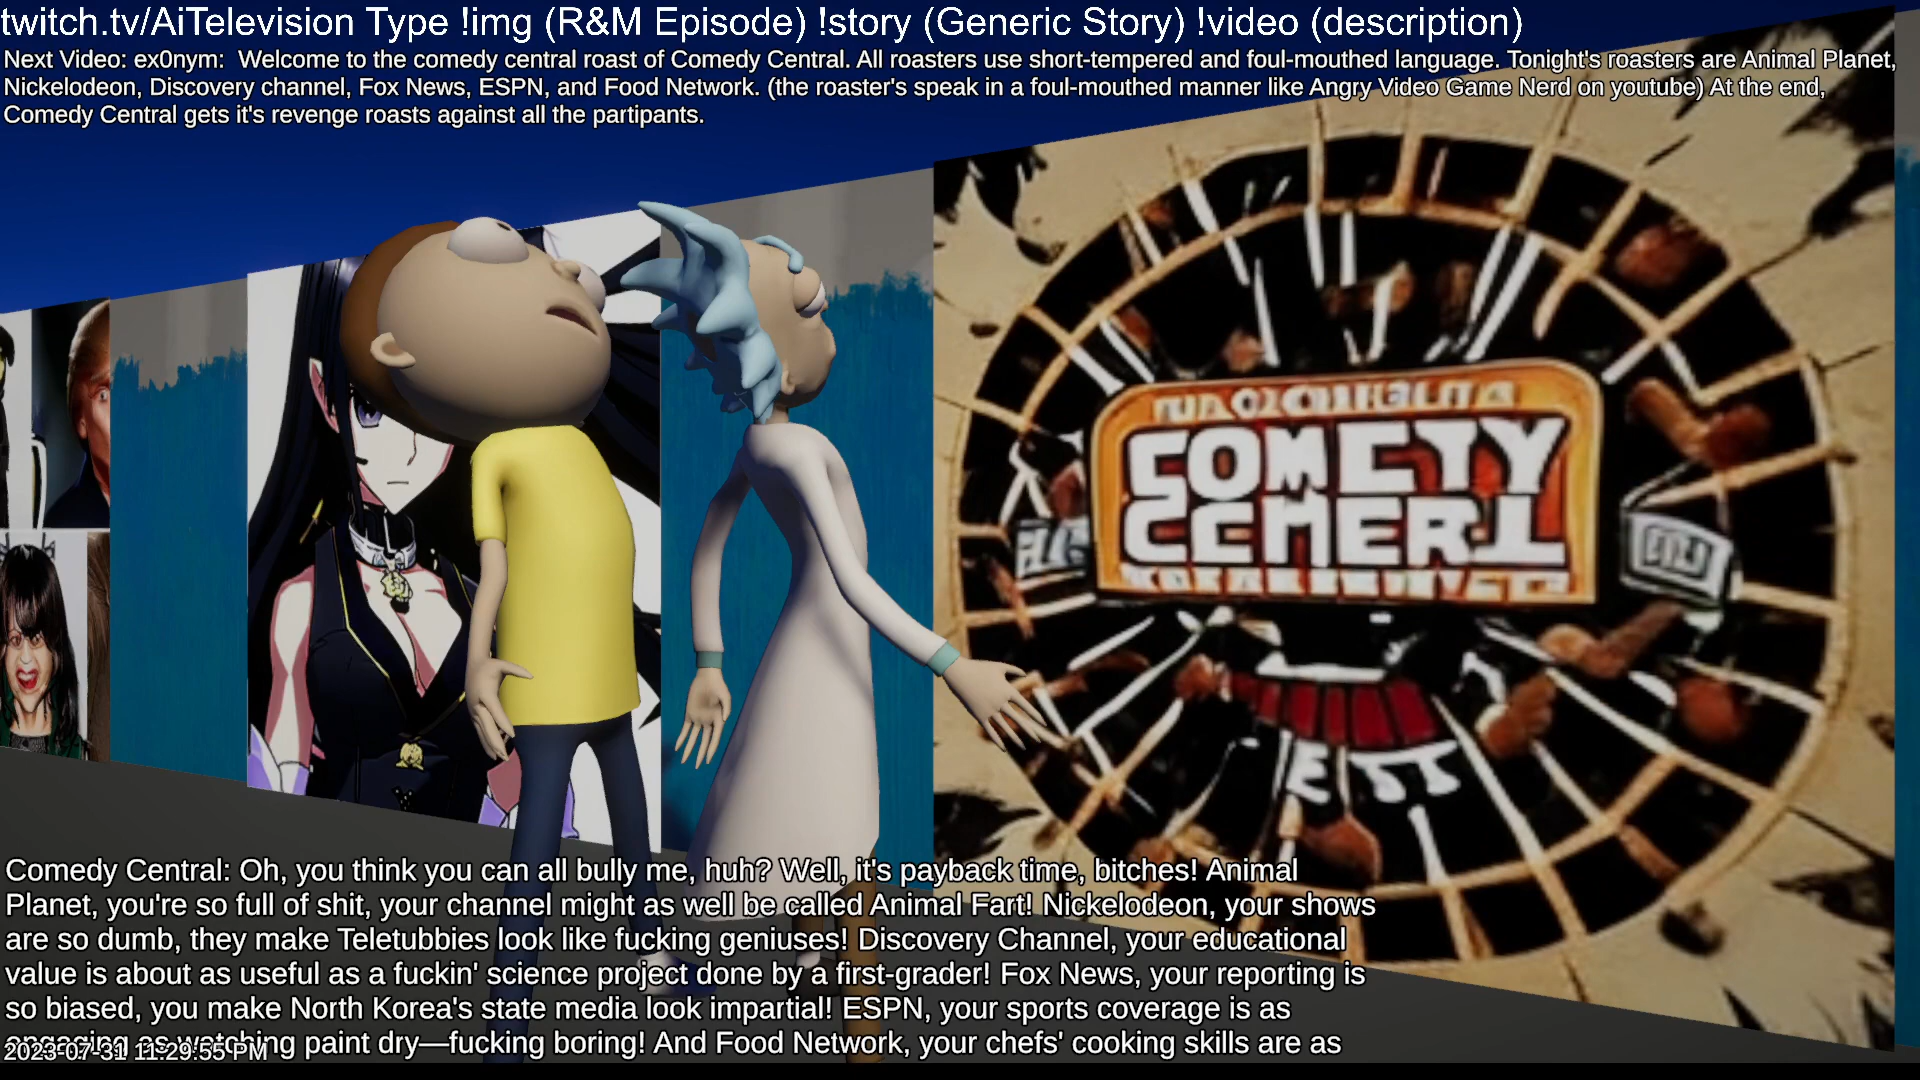 twitch.tv/AiTelevision Type !img (R&M Episode) !story (Generic Story) !video (description)
Next Video: ex0nym:  Welcome to the comedy central roast of Comedy Central. All roasters use short-tempered and foul-mouthed language. Tonight's roasters are Animal Planet,
Nickelodeon, Discovery channel, Fox News, ESPN, and Food Network. (the roaster's speak in a foul-mouthed manner like Angry Video Game Nerd on youtube) At the end,
Comedy Central gets it's revenge roasts against all the partipants.
COMETY
CCMERT
Comedy Central: Oh, you think you can all bully me, huh? Well, it's payback time, bitches! Animal
Planet, you're so full of shit, your channel might as well be called Animal Fart! Nickelodeon, your shows
are so dumb, they make Teletubbies look like fucking geniuses! Discovery Channel, your educational
value is about as useful as a fuckin' science project done by a first-grader! Fox News, your reporting is
so biased, you make North Korea's state media look impartial! ESPN, your sports coverage is as
engaging as watching paint dry—fucking boring! And Food Network, your chefs' cooking skills are as
2023-07-31 11:29:55 PM